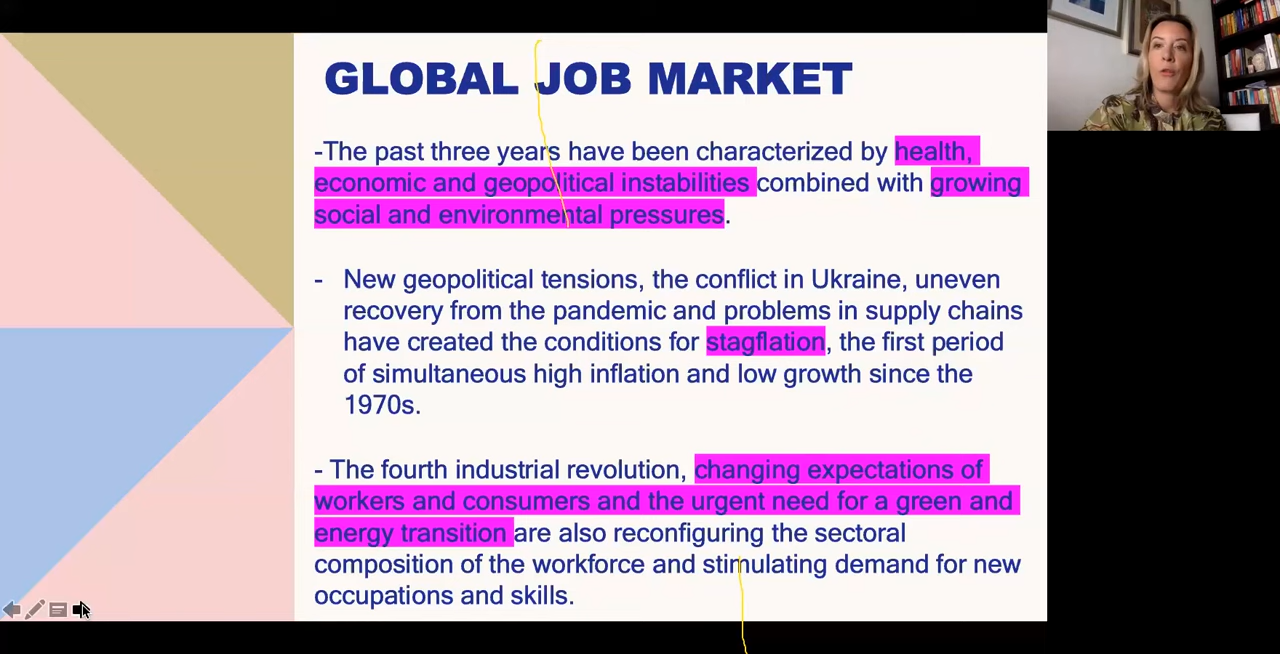 GLOBAL JOB MARKET
-The past three years have been characterized by health,
economic and geopolitical instabilities combined with growing
social and environmental pressures.
- New geopolitical tensions, the conflict in Ukraine, uneven
recovery from the pandemic and problems in supply chains
have created the conditions for stagflation, the first period
of simultaneous high inflation and low growth since the
1970s.
- The fourth industrial revolution, changing expectations of
workers and consumers and the urgent need for a green and
energy transition are also reconfiguring the sectoral
composition of the workforce and stimulating demand for new
occupations and skills.